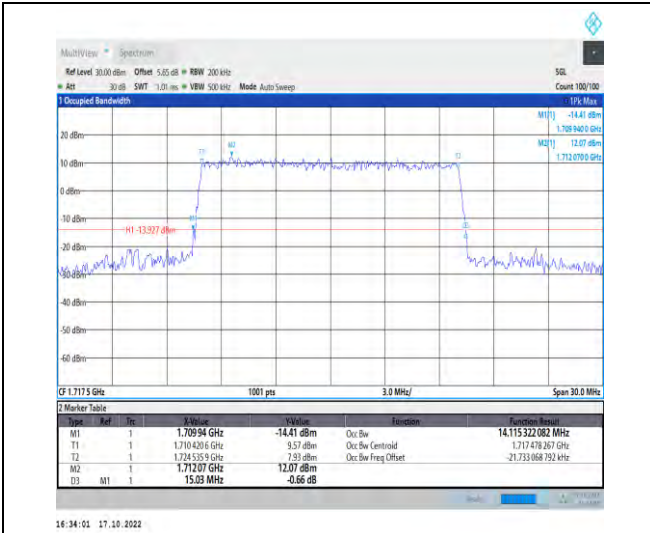 MultiView Spectrum
Ref Level 30.00 dBm Offset 5.65 dB RBW 200 kHz SGL
Att 30 dB SWT 1.01 ms VBW 500 kHz Mode Auto Sweep Count 100/100
1 Occupied Bandwidth 1Pk Max
M1[1] -14.41 dBm
1.709 940 0 GHz
M2[1] 12.07 dBm
1.712 070 0 GHz
20 dBm
M2
T1
T2
10 dBm
0 dBm
-10 dBm
M1
H1 -13.927 dBm
D3
-20 dBm
-30 dBm
-40 dBm
-50 dBm
-60 dBm
CF 1.7175 GHz 1001 pts 3.0 MHz/ Span 30.0 MHz
2 Marker Table
Type Ref Trc X-Value Y-Value Function Function Result
M1 1 1.70994 GHz -14.41 dBm Occ Bw 14.115 322 082 MHz
T1 1 1.710 420 6 GHz 9.57 dBm Occ Bw Centroid 1.717 478 267 GHz
T2 1 1.724 535 9 GHz 7.93 dBm Occ Bw Freq Offset -21.733 068 792 kHz
M2 1 1.71207 GHz 12.07 dBm
D3 M1 1 15.03 MHz -0.66 dB
16:34:01 17.10.2022